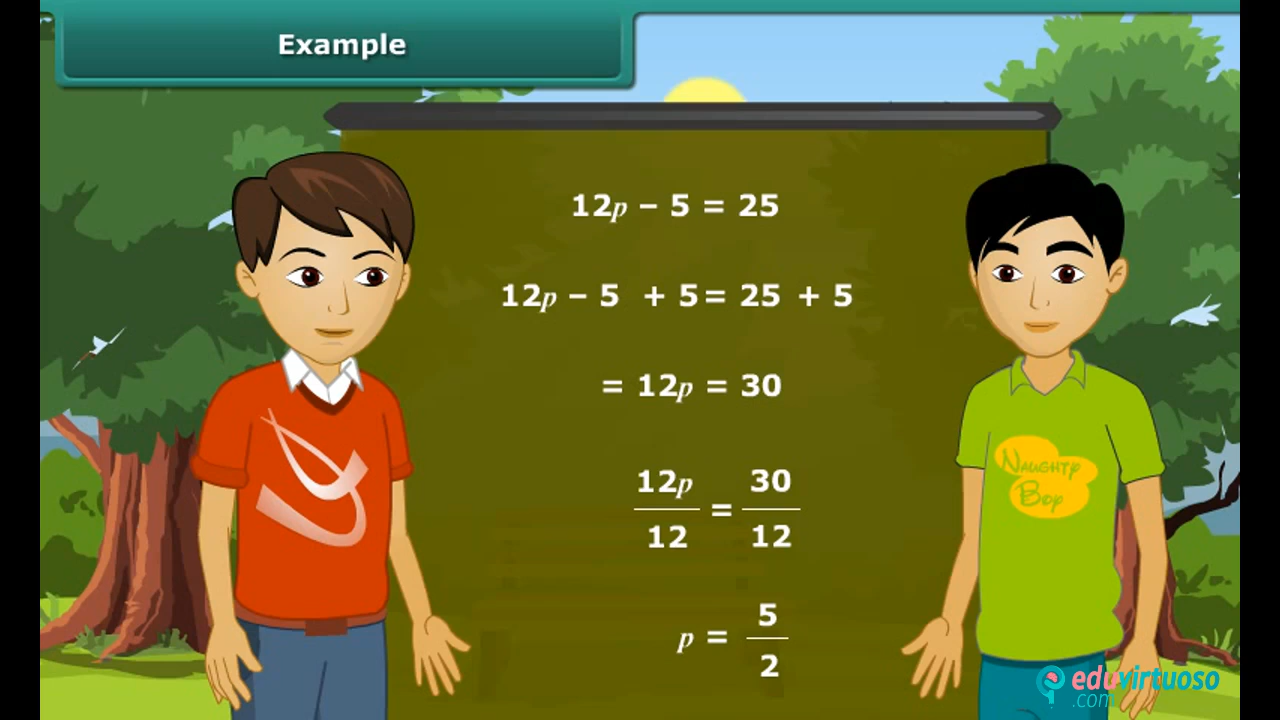 Example
12p – 5 = 25
12p – 5 + 5 = 25 + 5
= 12p = 30
12p/12 = 30/12
p = 5/2
Naughty
Boy
eduvirtuoso
.com